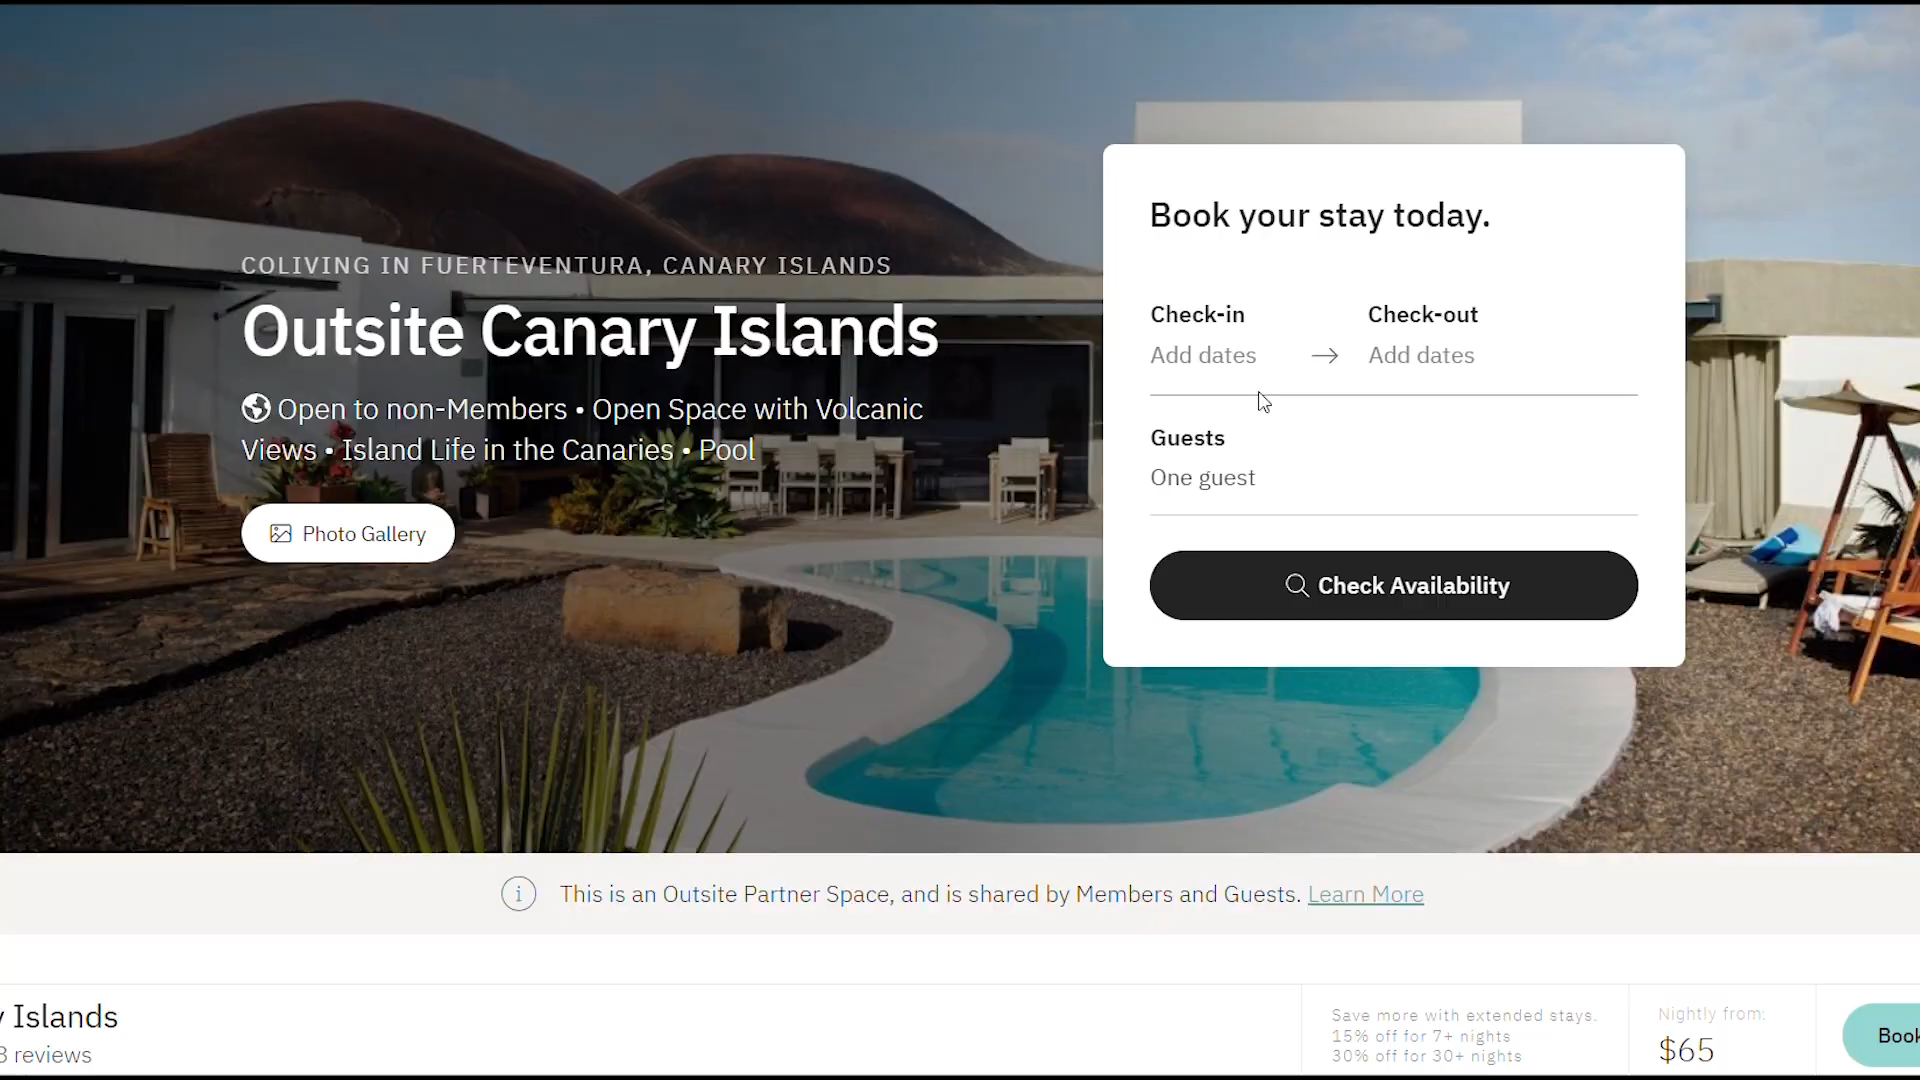 COLIVING IN FUERTEVENTURA, CANARY ISLANDS
Outsite Canary Islands
Open to non-Members • Open Space with Volcanic
Views • Island Life in the Canaries • Pool
Photo Gallery
Book your stay today.
Check-in
Check-out
Add dates
Add dates
Guests
One guest
Check Availability
This is an Outsite Partner Space, and is shared by Members and Guests. Learn More
y Islands
3 reviews
Save more with extended stays.
15% off for 7+ nights
30% off for 30+ nights
Nightly from:
$65
Book